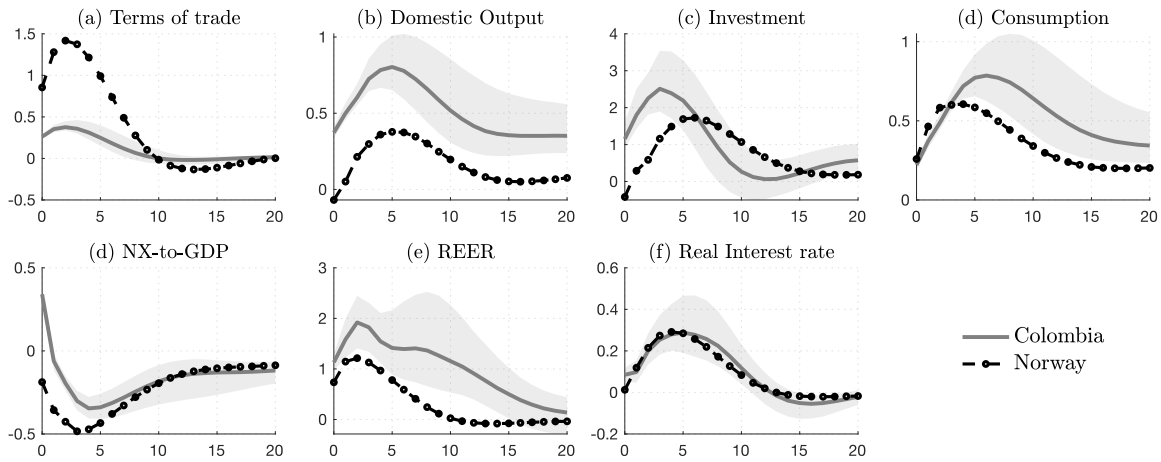 (a) Terms of trade
1.5
1
0.5
0
-0.5
0 5 10 15 20
(b) Domestic Output
1
0.5
0
0 5 10 15 20
(c) Investment
4
3
2
1
0
0 5 10 15 20
(d) Consumption
1
0.5
0
0 5 10 15 20
(d) NX-to-GDP
0.5
0
-0.5
0 5 10 15 20
(e) REER
3
2
1
0
0 5 10 15 20
(f) Real Interest rate
0.6
0.4
0.2
0
-0.2
0 5 10 15 20
Colombia
Norway